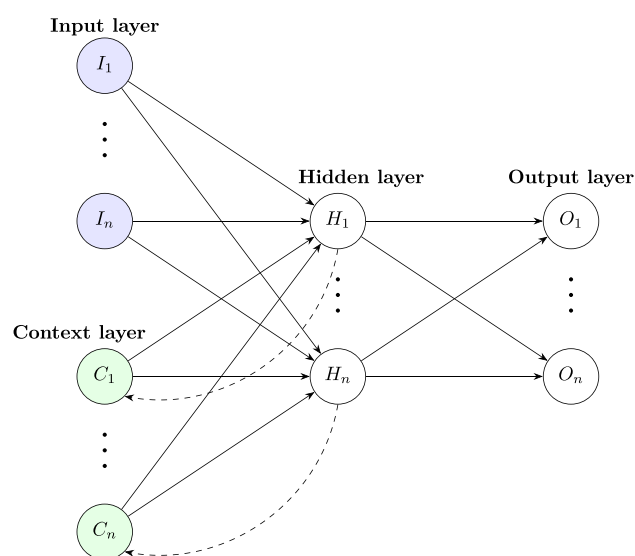 Input layer
I₁
Iₙ
Context layer
C₁
Cₙ
Hidden layer
H₁
Hₙ
Output layer
O₁
Oₙ